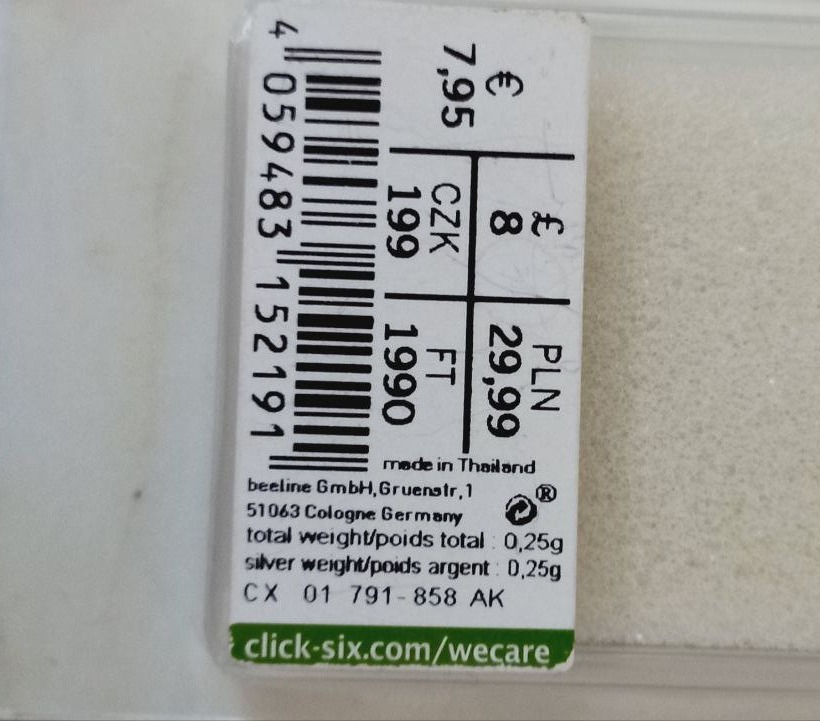 €
7,95
£
8
PLN
29,99
CZK
199
FT
1990
4 059483 152191
made in Thailand
beeline GmbH,Gruenstr,1
51063 Cologne Germany
®
total weight/poids total : 0,25g
silver weight/poids argent : 0,25g
CX 01 791-858 AK
click-six.com/wecare